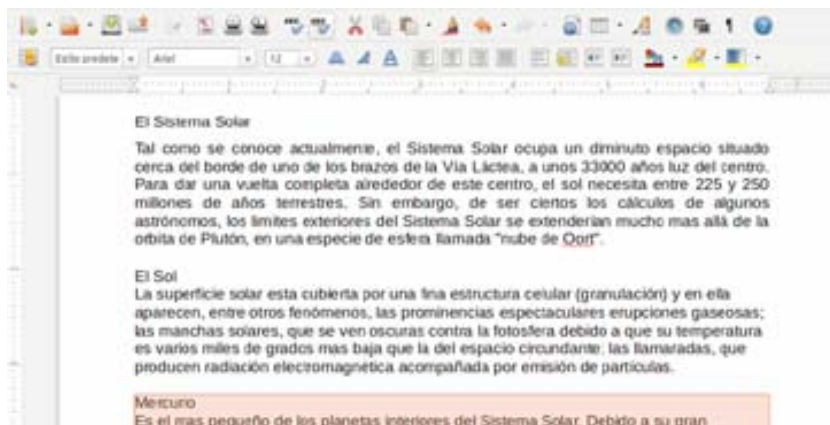 Estilo predete
Arial
12
El Sistema Solar
Tal como se conoce actualmente, el Sistema Solar ocupa un diminuto espacio situado
cerca del borde de uno de los brazos de la Vía Láctea, a unos 33000 años luz del centro.
Para dar una vuelta completa alrededor de este centro, el sol necesita entre 225 y 250
millones de años terrestres. Sin embargo, de ser ciertos los cálculos de algunos
astrónomos, los limites exteriores del Sistema Solar se extenderían mucho mas allá de la
orbita de Plutón, en una especie de esfera llamada "nube de Oort".
El Sol
La superficie solar esta cubierta por una fina estructura celular (granulación) y en ella
aparecen, entre otros fenómenos, las prominencias espectaculares erupciones gaseosas;
las manchas solares, que se ven oscuras contra la fotosfera debido a que su temperatura
es varios miles de grados mas baja que la del espacio circundante; las llamaradas, que
producen radiación electromagnética acompañada por emisión de partículas.
Mercurio
Es el mas pequeño de los planetas interiores del Sistema Solar. Debido a su gran